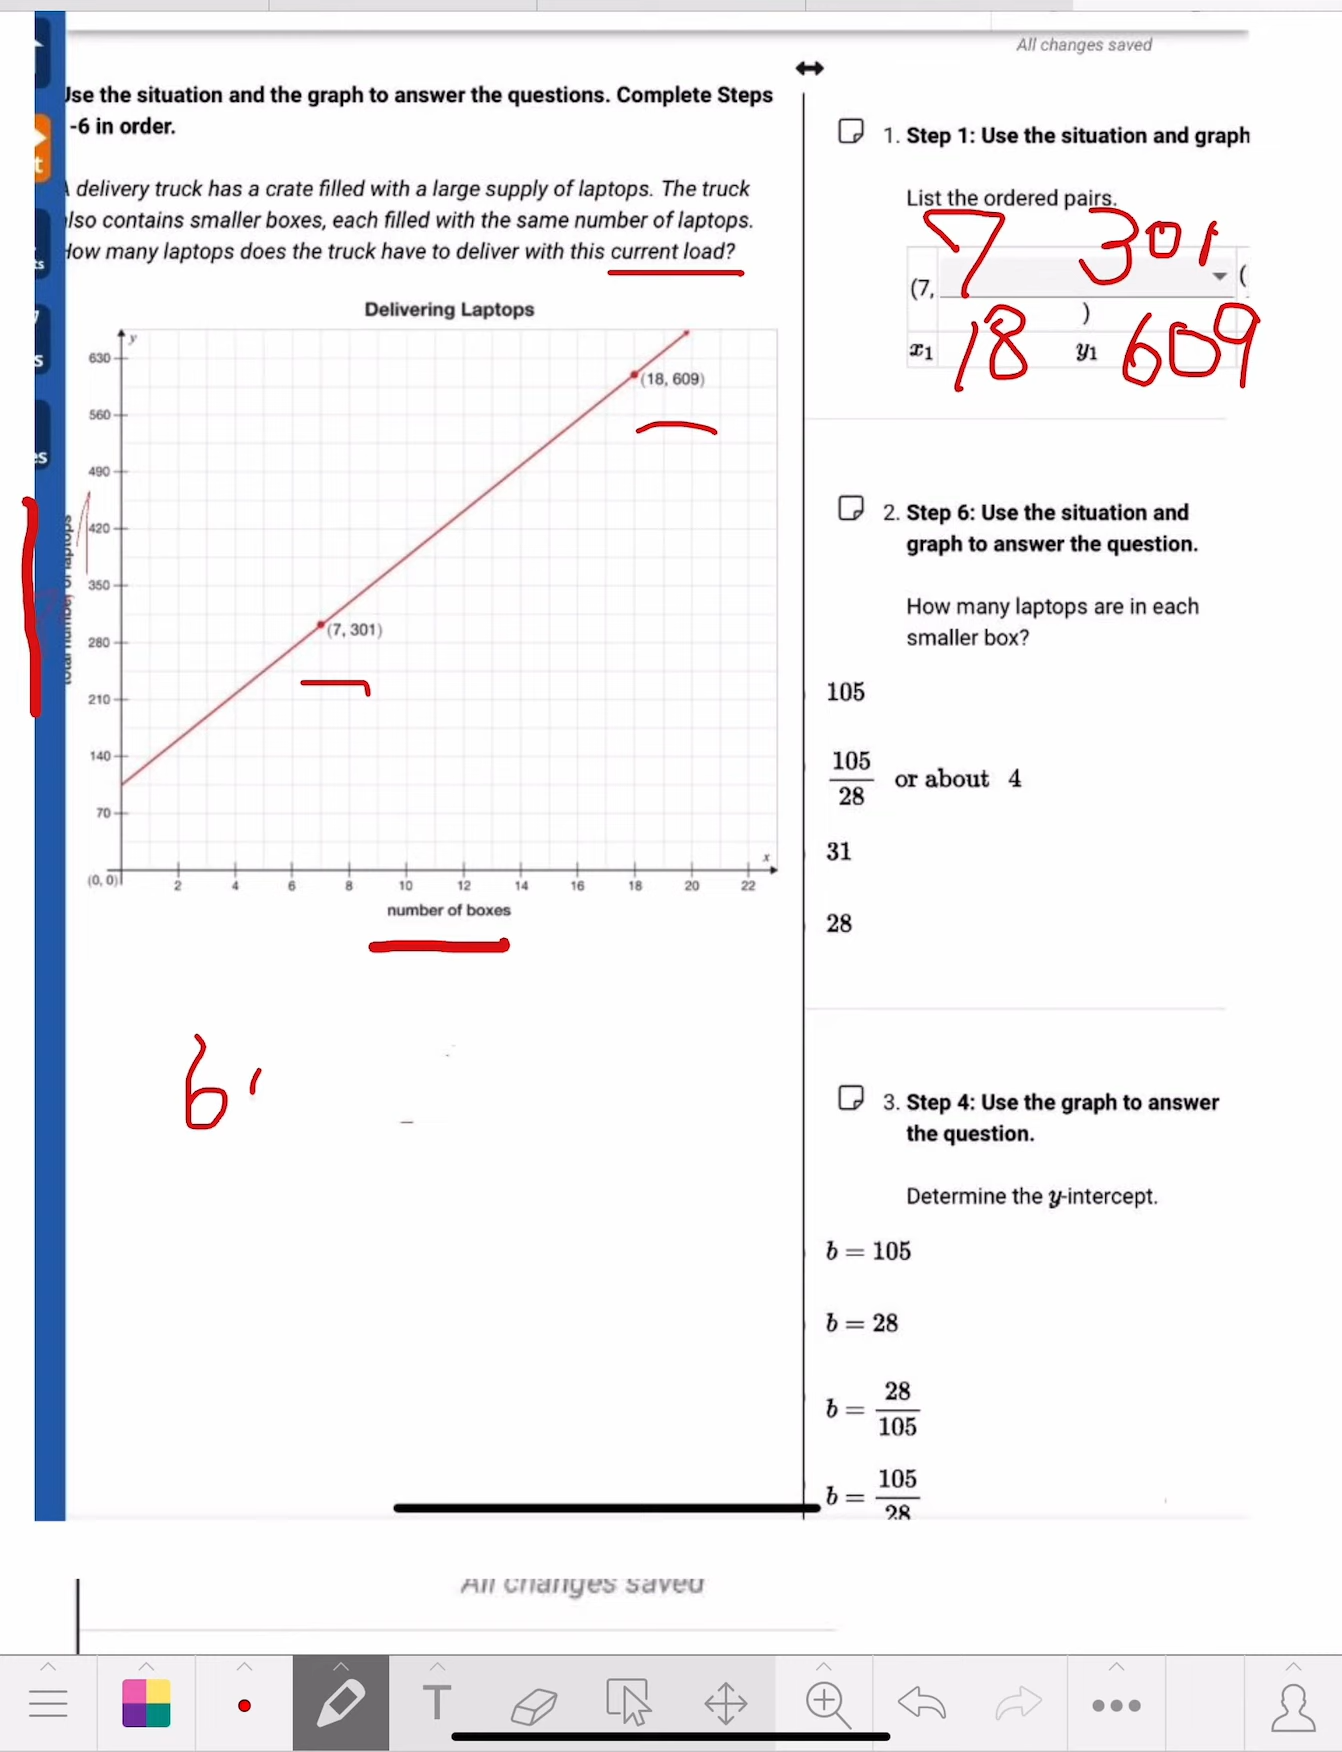 All changes saved
Use the situation and the graph to answer the questions. Complete Steps
-6 in order.
A delivery truck has a crate filled with a large supply of laptops. The truck
also contains smaller boxes, each filled with the same number of laptops.
How many laptops does the truck have to deliver with this current load?
Delivering Laptops
y
630
560
490
420
350
280
210
140
70
(0, 0)
(18, 609)
(7, 301)
total number of laptops
x
2 4 6 8 10 12 14 16 18 20 22
number of boxes
6
1. Step 1: Use the situation and graph
List the ordered pairs.
7 301
(7,
) (
18 609
x1 y1
2. Step 6: Use the situation and
graph to answer the question.
How many laptops are in each
smaller box?
105
105/28 or about 4
31
28
3. Step 4: Use the graph to answer
the question.
Determine the y-intercept.
b = 105
b = 28
b = 28/105
b = 105/28
All changes saved
T